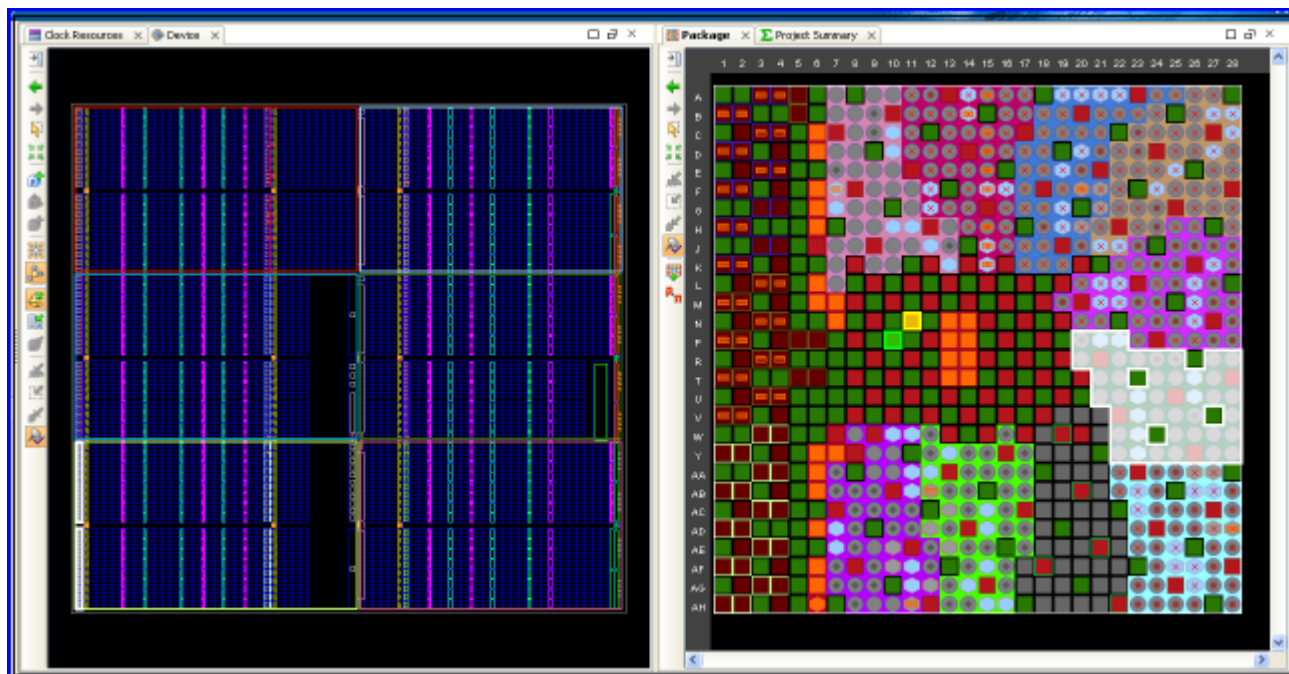 Clock Resources Device Package Project Summary
1 2 3 4 5 6 7 8 9 10 11 12 13 14 15 16 17 18 19 20 21 22 23 24 25 26 27 28
A
B
C
D
E
F
G
H
J
K
L
M
N
P
R
T
U
V
W
Y
AA
AB
AC
AD
AE
AF
AG
AH